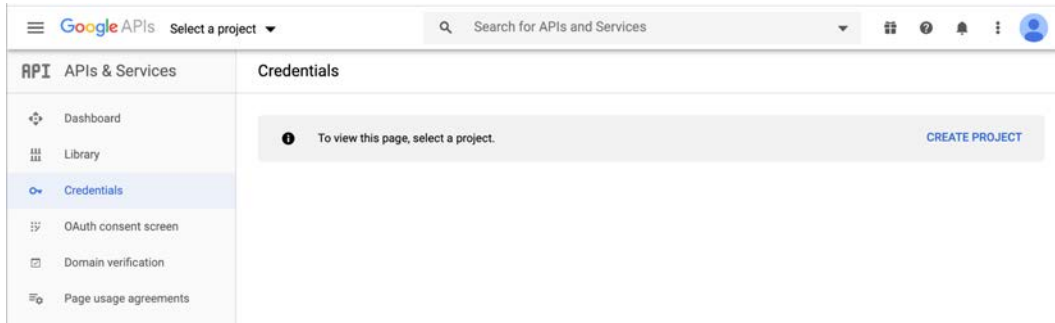 Google APIs Select a project Search for APIs and Services
API APIs & Services Credentials
Dashboard
To view this page, select a project. CREATE PROJECT
Library
Credentials
OAuth consent screen
Domain verification
Page usage agreements